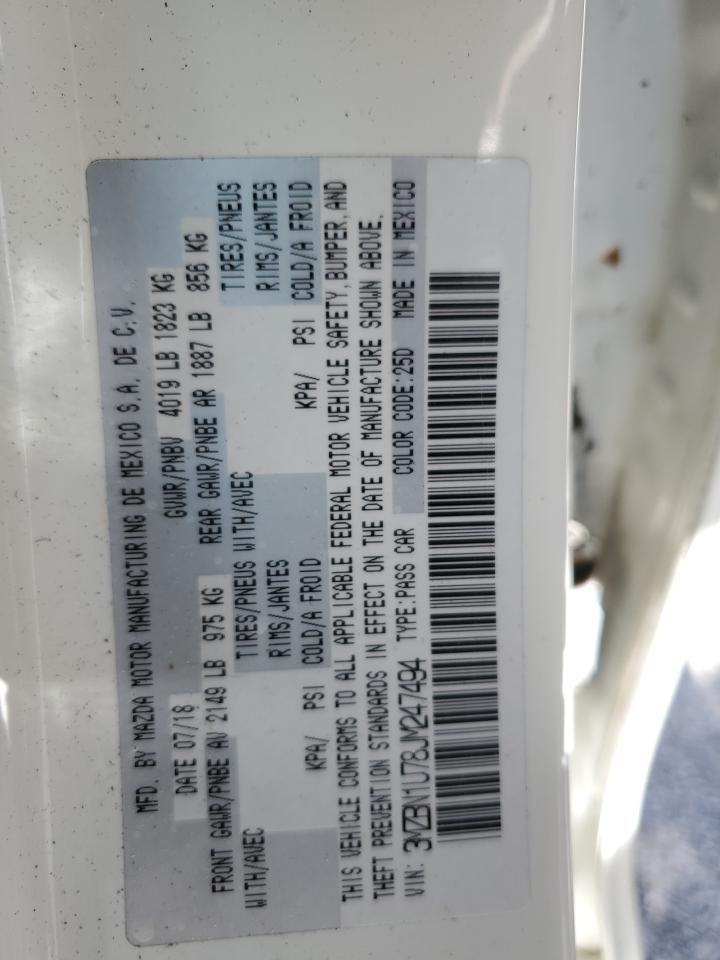 MFD. BY MAZDA MOTOR MANUFACTURING DE MEXICO S.A. DE C.V.
DATE 07/18 GVWR/PNBV 4019 LB 1823 KG
FRONT GAWR/PNBE AV 2149 LB 975 KG REAR GAWR/PNBE AR 1887 LB 856 KG
WITH/AVEC TIRES/PNEUS WITH/AVEC TIRES/PNEUS
RIMS/JANTES RIMS/JANTES
KPA/ PSI COLD/A FROID KPA/ PSI COLD/A FROID
THIS VEHICLE CONFORMS TO ALL APPLICABLE FEDERAL MOTOR VEHICLE SAFETY, BUMPER, AND
THEFT PREVENTION STANDARDS IN EFFECT ON THE DATE OF MANUFACTURE SHOWN ABOVE.
VIN: 3MZBN1U78JM247494 TYPE:PASS CAR COLOR CODE:25D MADE IN MEXICO